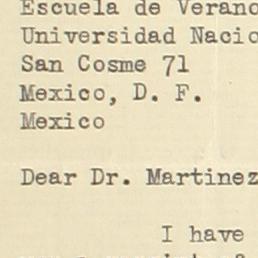 Escuela de Verano
Universidad Nacio
San Cosme 71
Mexico, D. F.
Mexico
Dear Dr. Martinez
I have